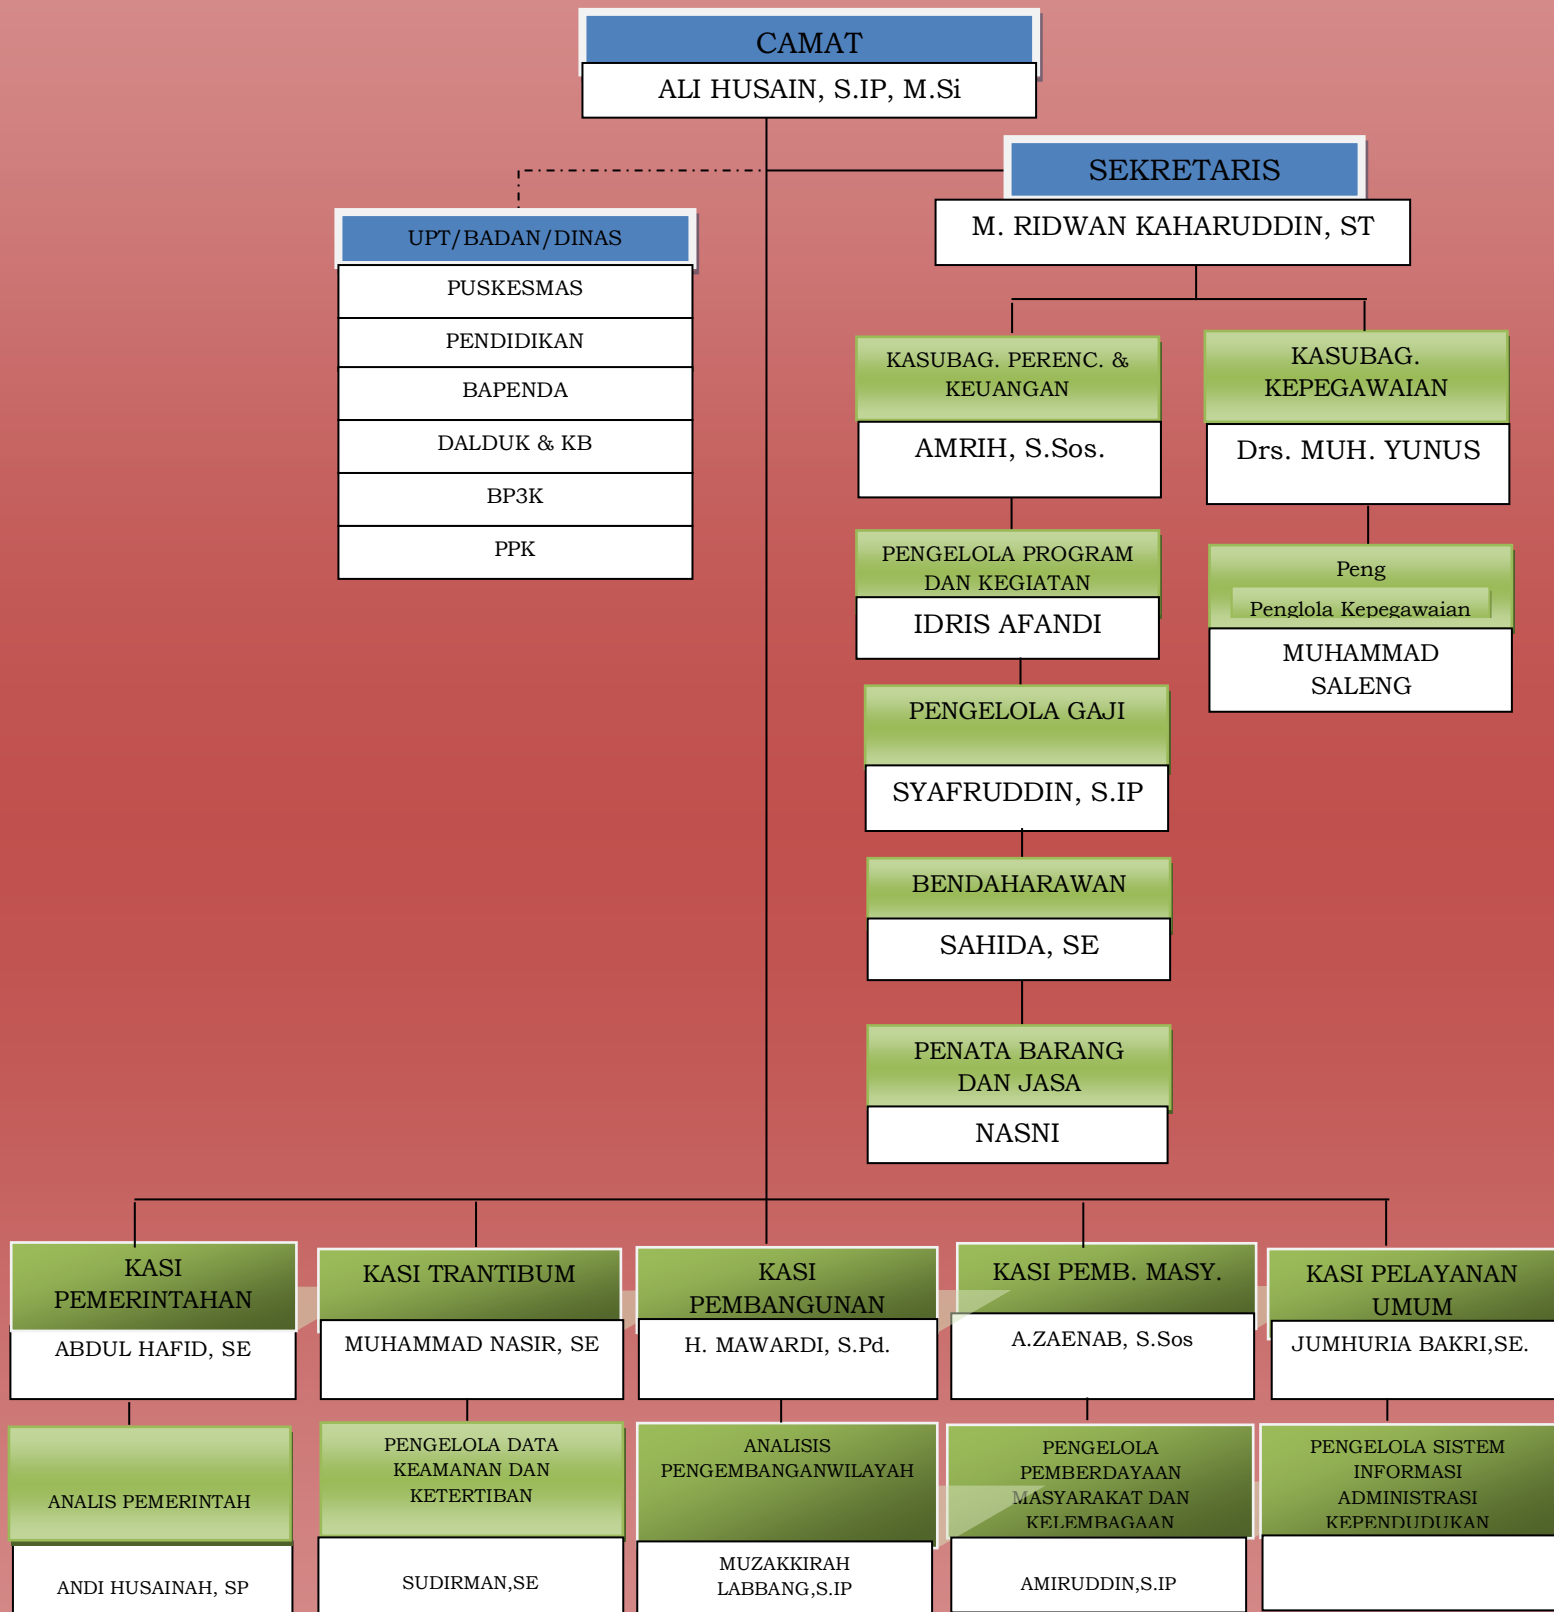 CAMAT
ALI HUSAIN, S.IP, M.Si
SEKRETARIS
M. RIDWAN KAHARUDDIN, ST
UPT/BADAN/DINAS
PUSKESMAS
PENDIDIKAN
BAPENDA
DALDUK & KB
BP3K
PPK
KASUBAG. PERENC. &
KEUANGAN
AMRIH, S.Sos.
PENGELOLA PROGRAM
DAN KEGIATAN
IDRIS AFANDI
PENGELOLA GAJI
SYAFRUDDIN, S.IP
BENDAHARAWAN
SAHIDA, SE
PENATA BARANG
DAN JASA
NASNI
KASUBAG.
KEPEGAWAIAN
Drs. MUH. YUNUS
Peng
Penglola Kepegawaian
MUHAMMAD
SALENG
KASI
PEMERINTAHAN
ABDUL HAFID, SE
ANALIS PEMERINTAH
ANDI HUSAINAH, SP
KASI TRANTIBUM
MUHAMMAD NASIR, SE
PENGELOLA DATA
KEAMANAN DAN
KETERTIBAN
SUDIRMAN,SE
KASI
PEMBANGUNAN
H. MAWARDI, S.Pd.
ANALISIS
PENGEMBANGANWILAYAH
MUZAKKIRAH
LABBANG,S.IP
KASI PEMB. MASY.
A.ZAENAB, S.Sos
PENGELOLA
PEMBERDAYAAN
MASYARAKAT DAN
KELEMBAGAAN
AMIRUDDIN,S.IP
KASI PELAYANAN
UMUM
JUMHURIA BAKRI,SE.
PENGELOLA SISTEM
INFORMASI
ADMINISTRASI
KEPENDUDUKAN